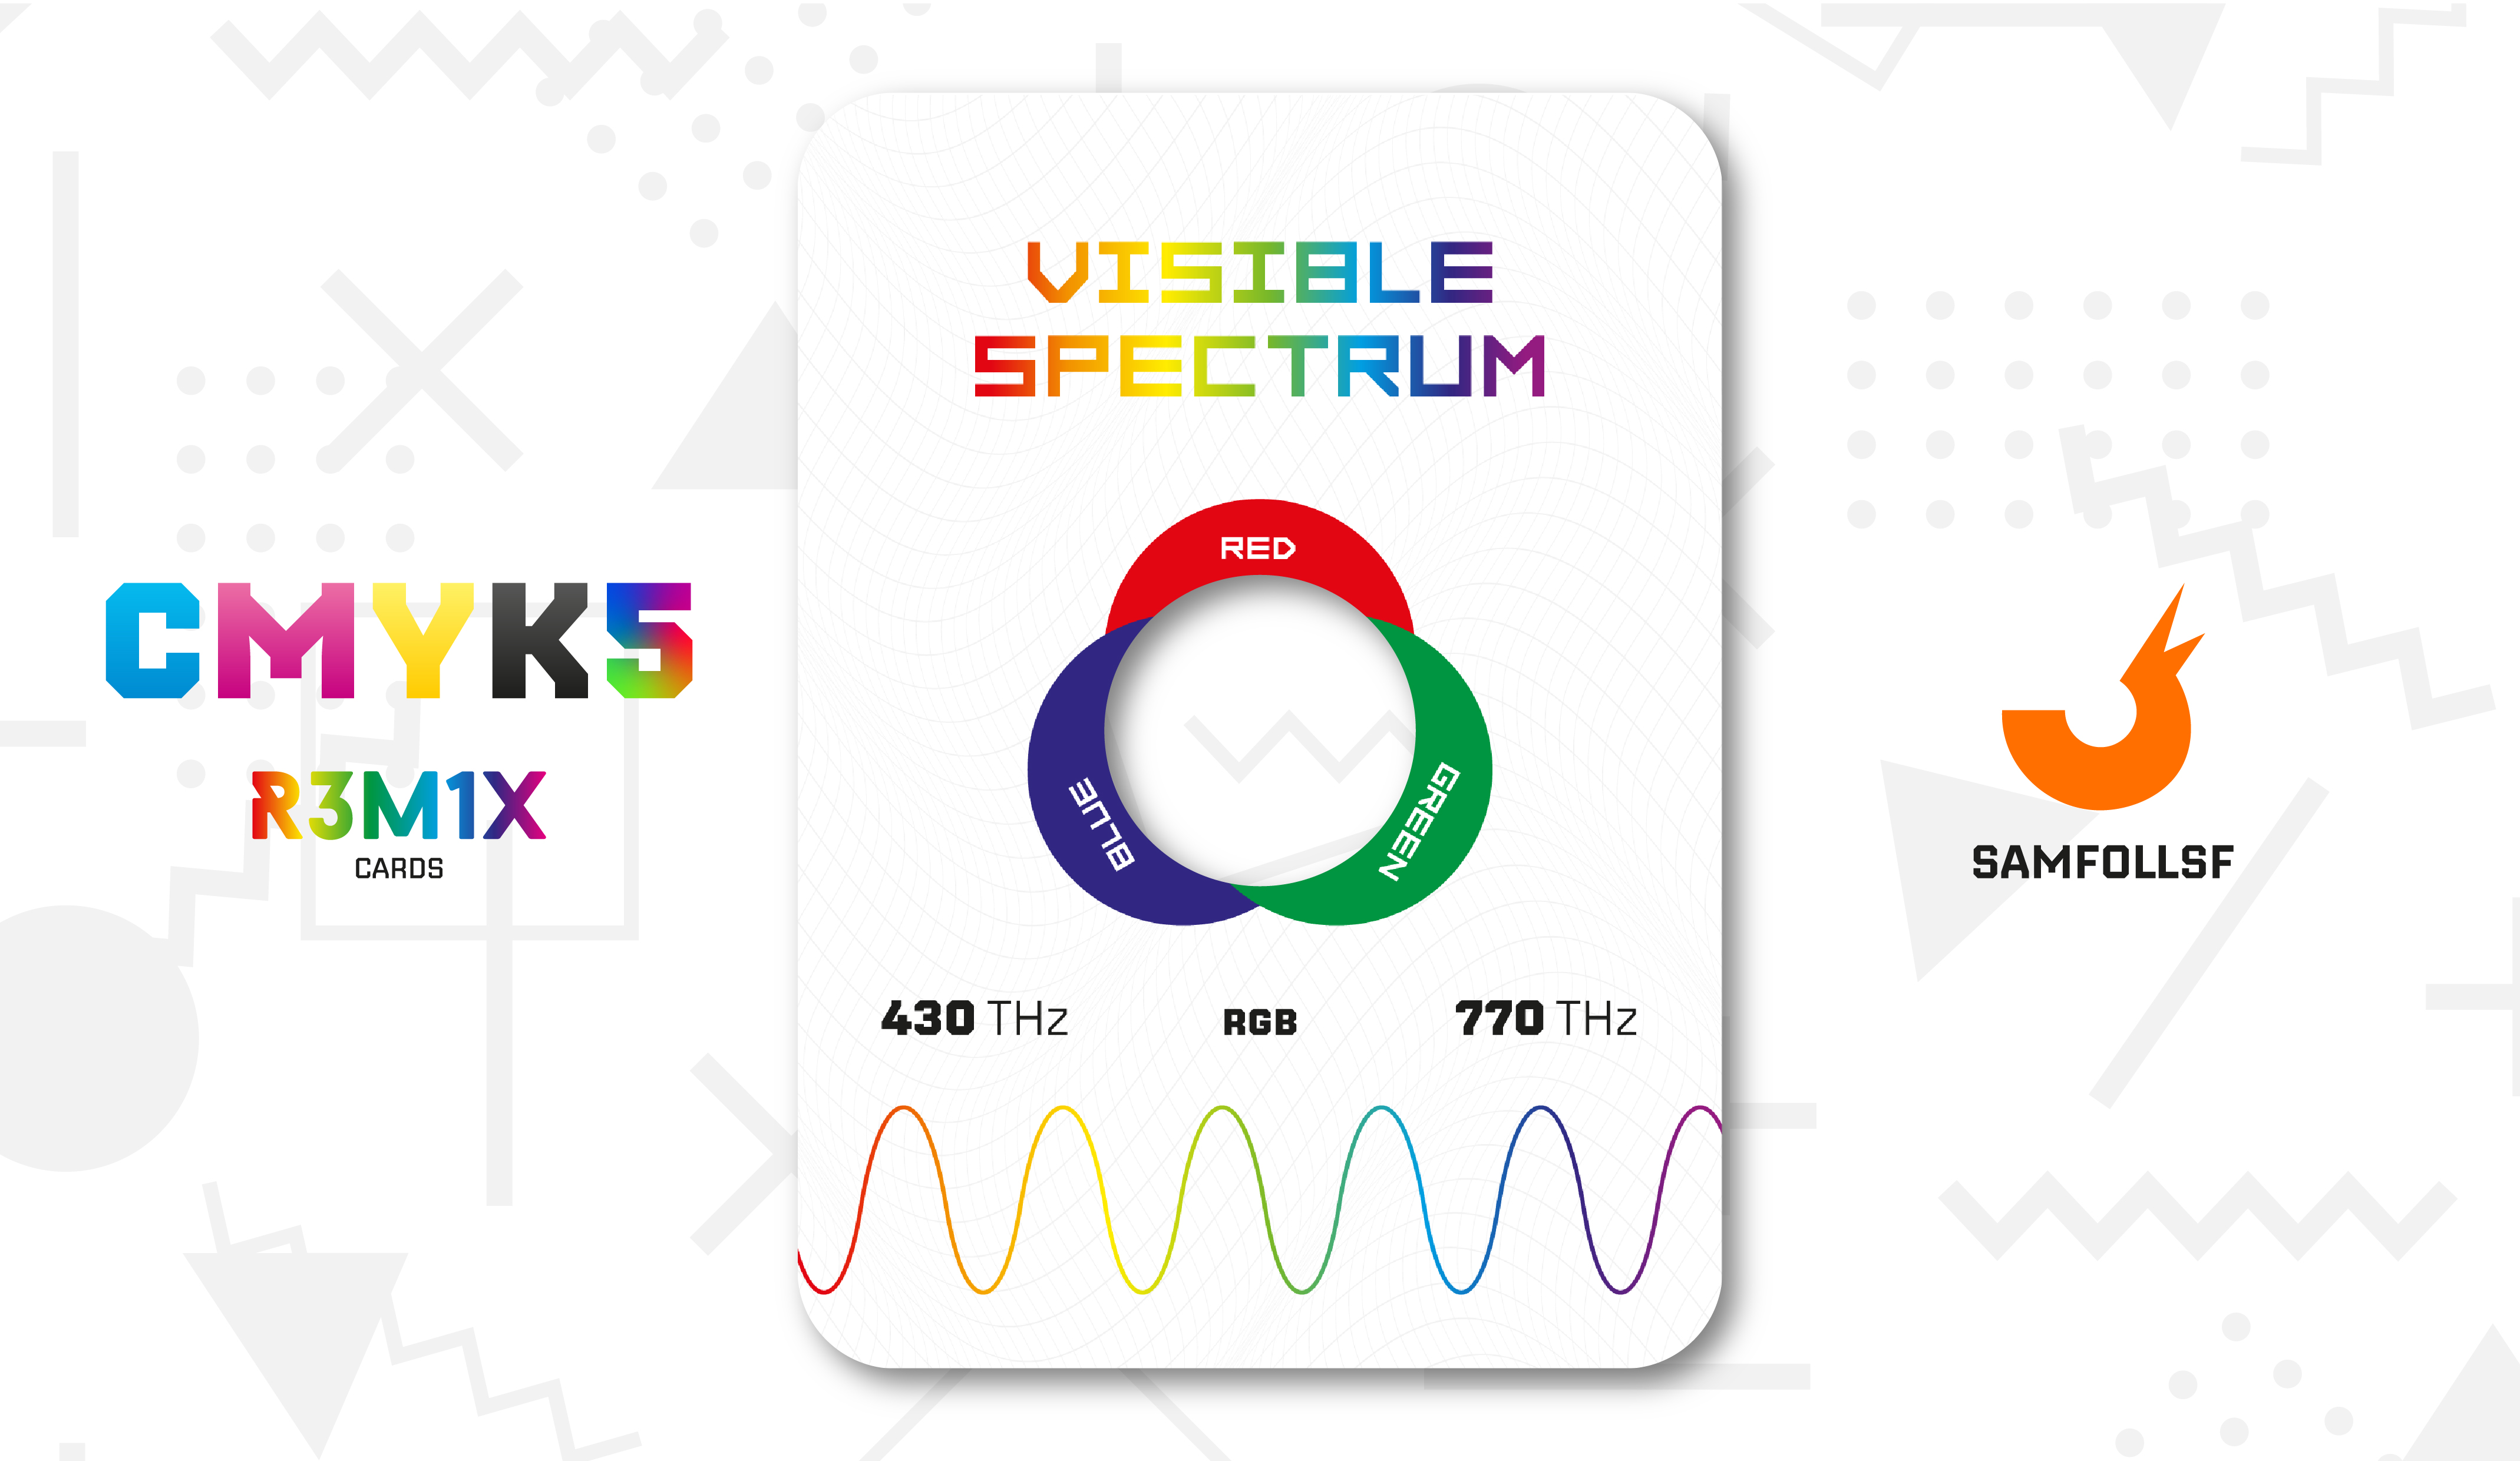 CMYK5
R3M1X
CARDS
VISIBLE
SPECTRUM
RED
BLUE
GREEN
430 THz
RGB
770 THz
SAMFOLLSF